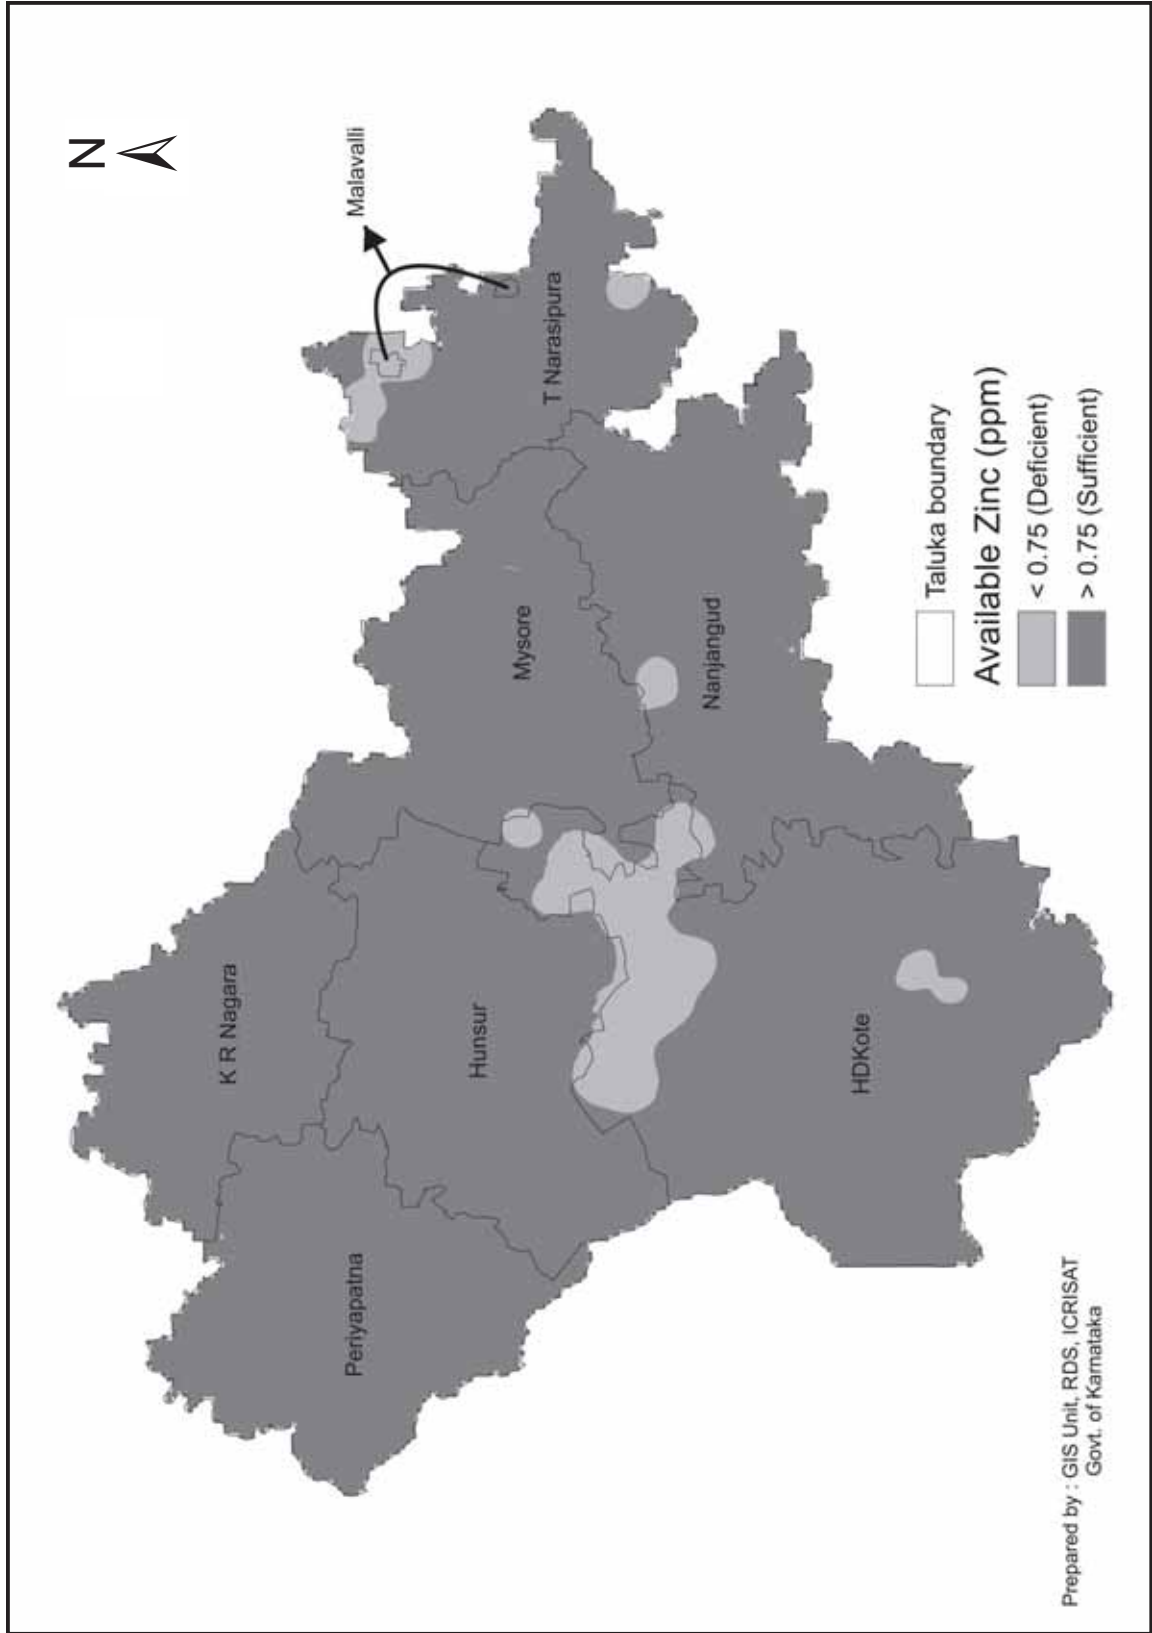 N
Malavalli
K R Nagara
T Narasipura
Mysore
Hunsur
Periyapatna
Nanjangud
HDKote
Taluka boundary
Available Zinc (ppm)
< 0.75 (Deficient)
> 0.75 (Sufficient)
Prepared by : GIS Unit, RDS, ICRISAT
Govt. of Karnataka